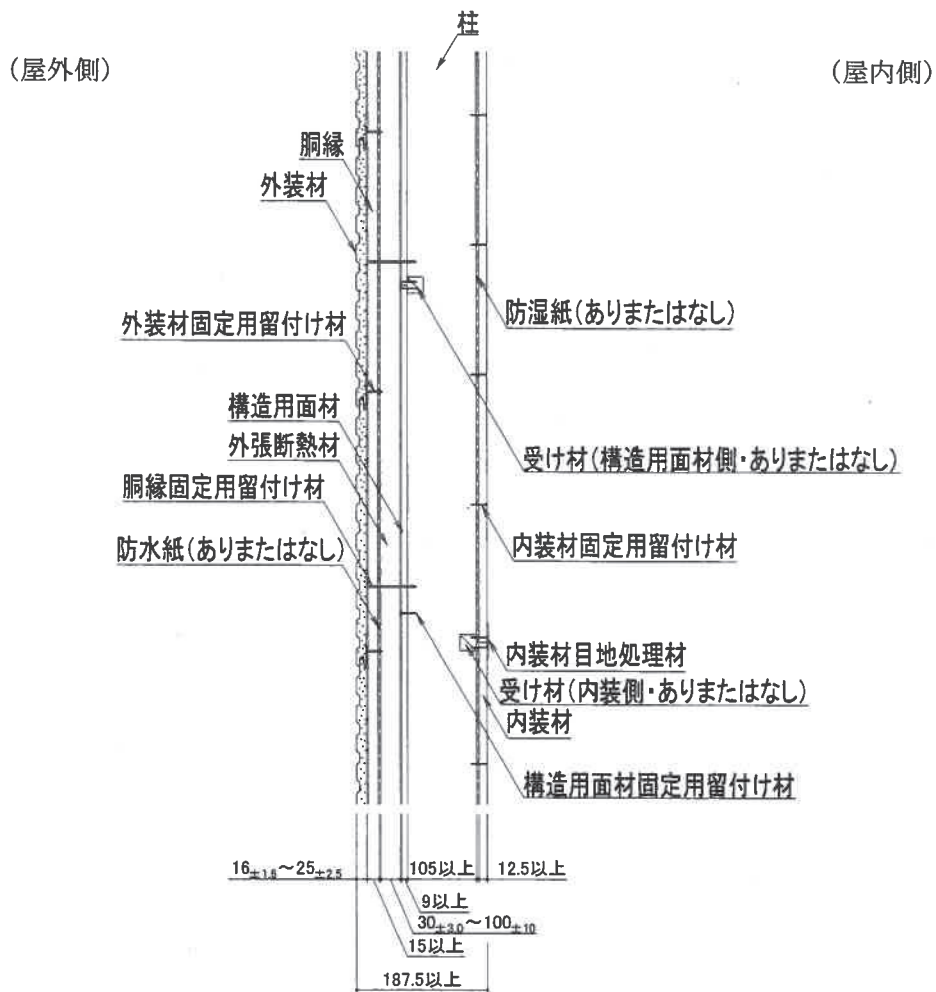 柱
(屋外側)
(屋内側)
胴縁
外装材
防湿紙(ありまたはなし)
外装材固定用留付け材
構造用面材
外張断熱材
受け材(構造用面材側・ありまたはなし)
胴縁固定用留付け材
内装材固定用留付け材
防水紙(ありまたはなし)
内装材目地処理材
受け材(内装側・ありまたはなし)
内装材
構造用面材固定用留付け材
16±1.6～25±2.5
105以上
12.5以上
9以上
30±3.0～100±10
15以上
187.5以上